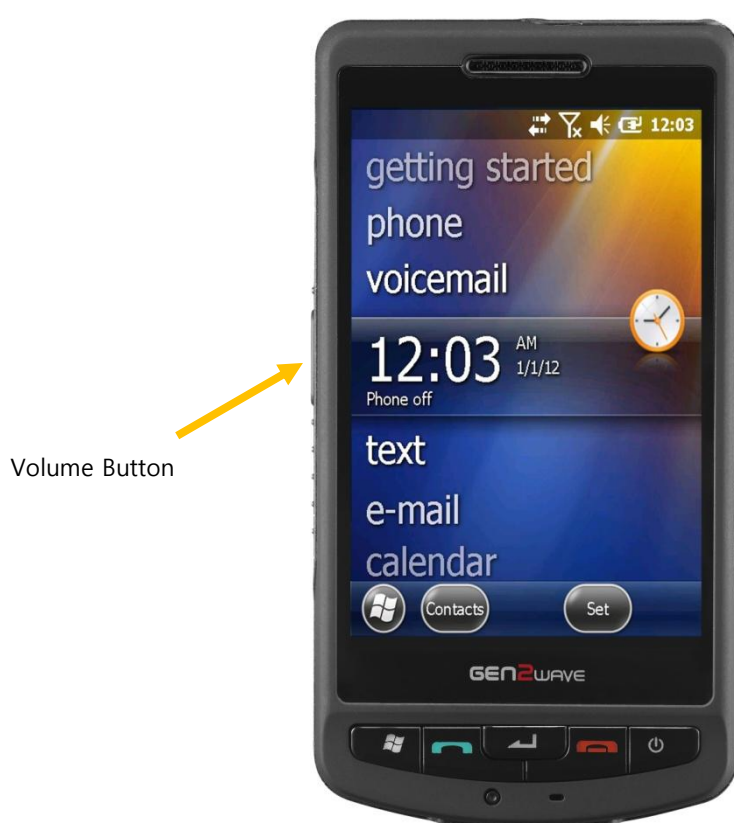 12:03
getting started
phone
voicemail
12:03 AM
1/1/12
Phone off
Volume Button
text
e-mail
calendar
Contacts
Set
GEN2WAVE